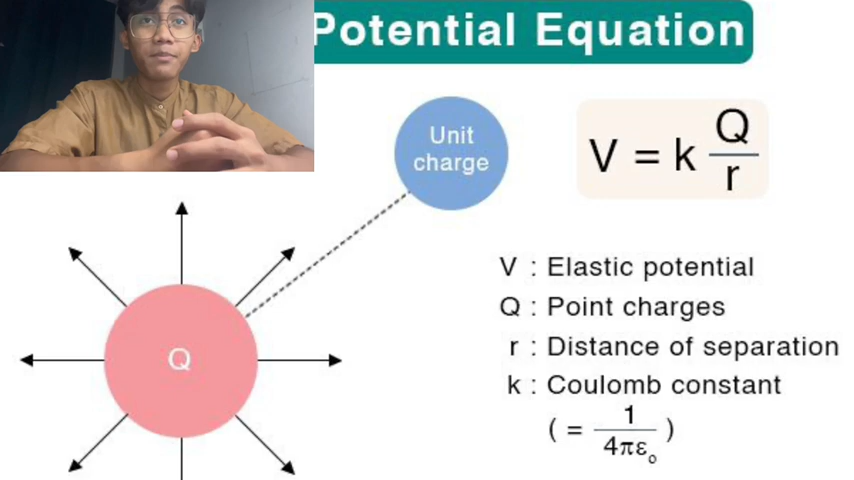 Potential Equation
Unit
charge
V = k Q/r
Q
V : Elastic potential
Q : Point charges
r : Distance of separation
k : Coulomb constant
( = 1/4πε₀ )